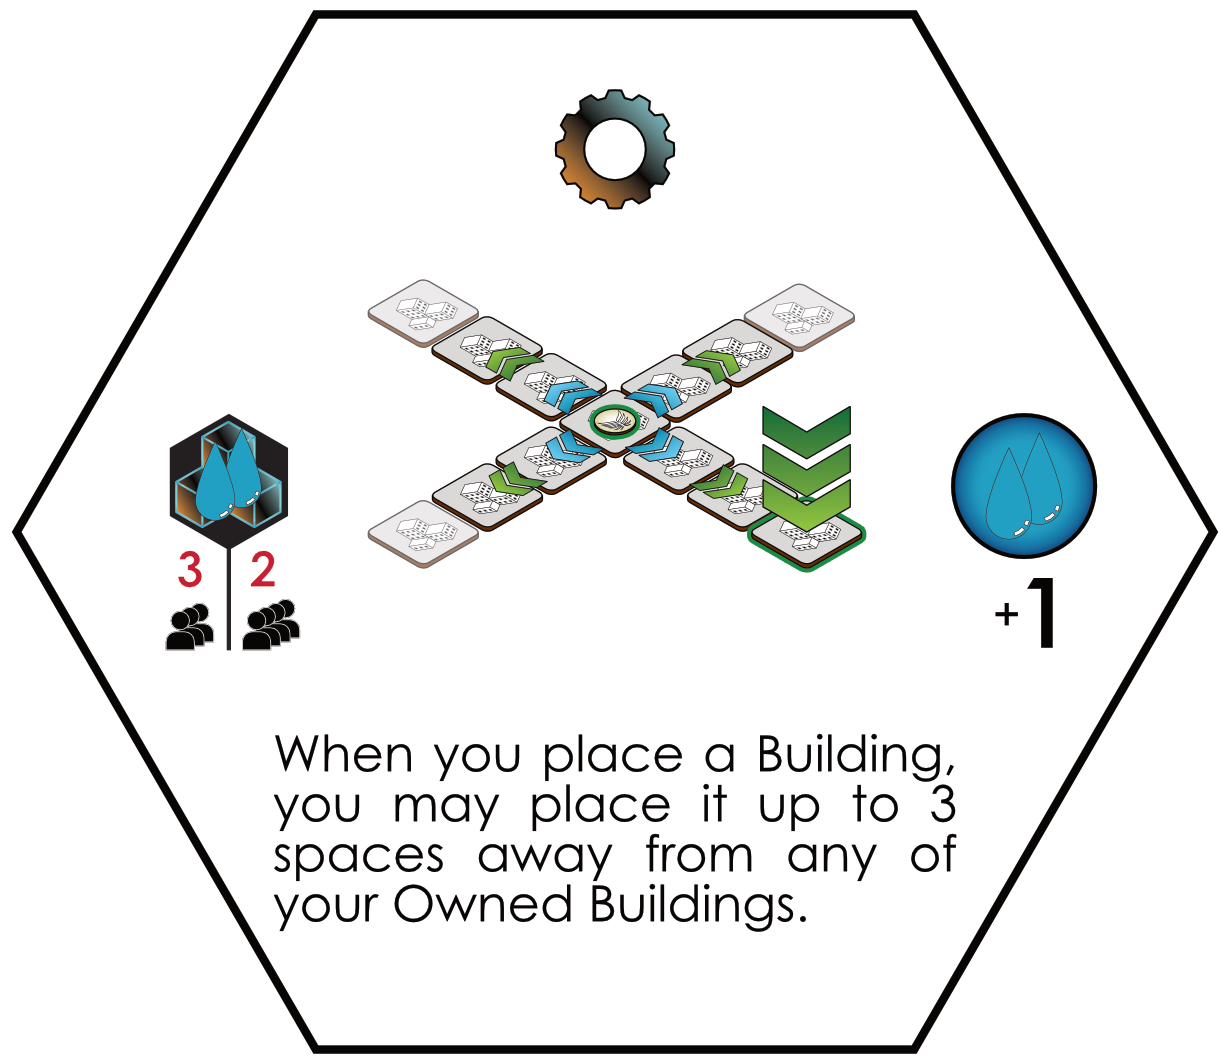 3 2
+1
When you place a Building,
you may place it up to 3
spaces away from any of
your Owned Buildings.